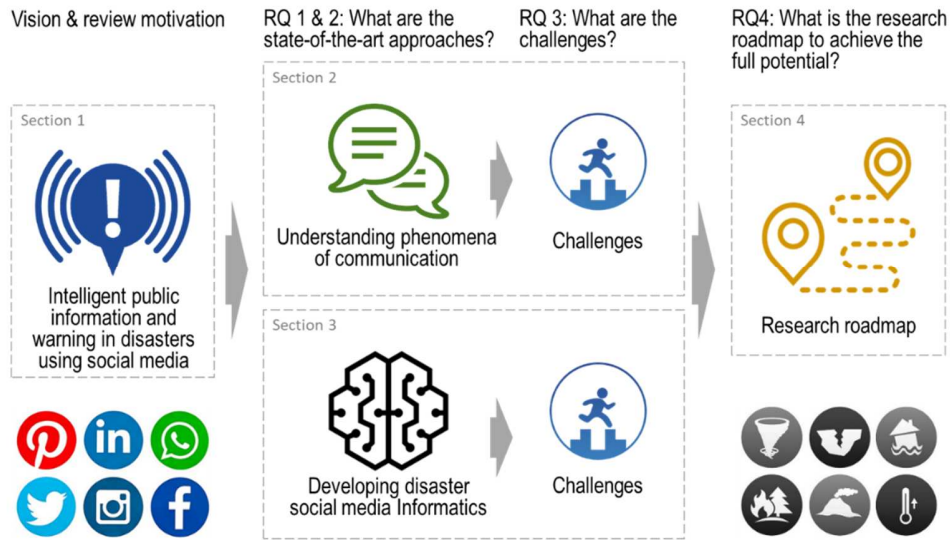 Vision & review motivation
RQ 1 & 2: What are the
state-of-the-art approaches?
RQ 3: What are the
challenges?
RQ4: What is the research
roadmap to achieve the
full potential?
Section 1
Intelligent public
information and
warning in disasters
using social media
Section 2
Understanding phenomena
of communication
Challenges
Section 3
Developing disaster
social media Informatics
Challenges
Section 4
Research roadmap
in